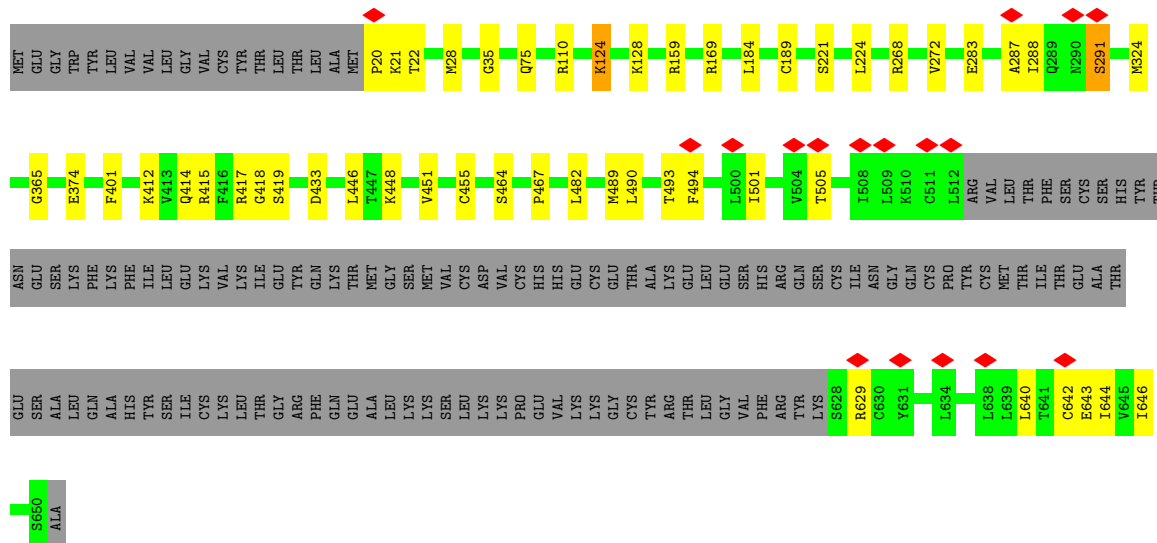 MET GLU GLY TRP TYR LEU VAL VAL LEU GLY VAL CYS TYR THR LEU THR LEU ALA MET P20 K21 T22 M28 G35 Q75 R110 K124 K128 R159 R169 L184 C189 S221 L224 R268 V272 E283 A287 I288 Q289 N290 S291 M324
G365 E374 F401 K412 V413 Q414 R415 F416 R417 G418 S419 D433 L446 T447 K448 V451 C455 S464 P467 L482 M489 L490 T493 F494 L500 I501 V504 T505 I508 L509 K510 C511 L512 ARG VAL LEU THR PHE SER CYS SER HIS TYR
ASN GLU SER LYS PHE LYS PHE ILE LEU GLU GLY LYS VAL LYS ILE GLU TYR GLN LYS THR MET GLY SER MET VAL CYS ASP VAL CYS HIS HIS GLU CYS GLU THR ALA LYS GLU LEU GLU SER HIS ARG GLN SER CYS ILE ASN GLY GLN CYS PRO TYR CYS MET THR ILE THR GLU ALA THR
GLU SER ALA LEU GLN ALA HIS TYR SER ILE CYS LYS LEU THR GLY ARG PHE GLN GLU ALA LEU LYS LYS SER LEU LYS LYS PRO GLU VAL LYS LYS GLY CYS TYR ARG THR LEU GLY VAL PHE ARG TYR LYS S628 R629 C630 Y631 L634 L638 L639 L640 T641 C642 E643 I644 V645 I646
S650 ALA